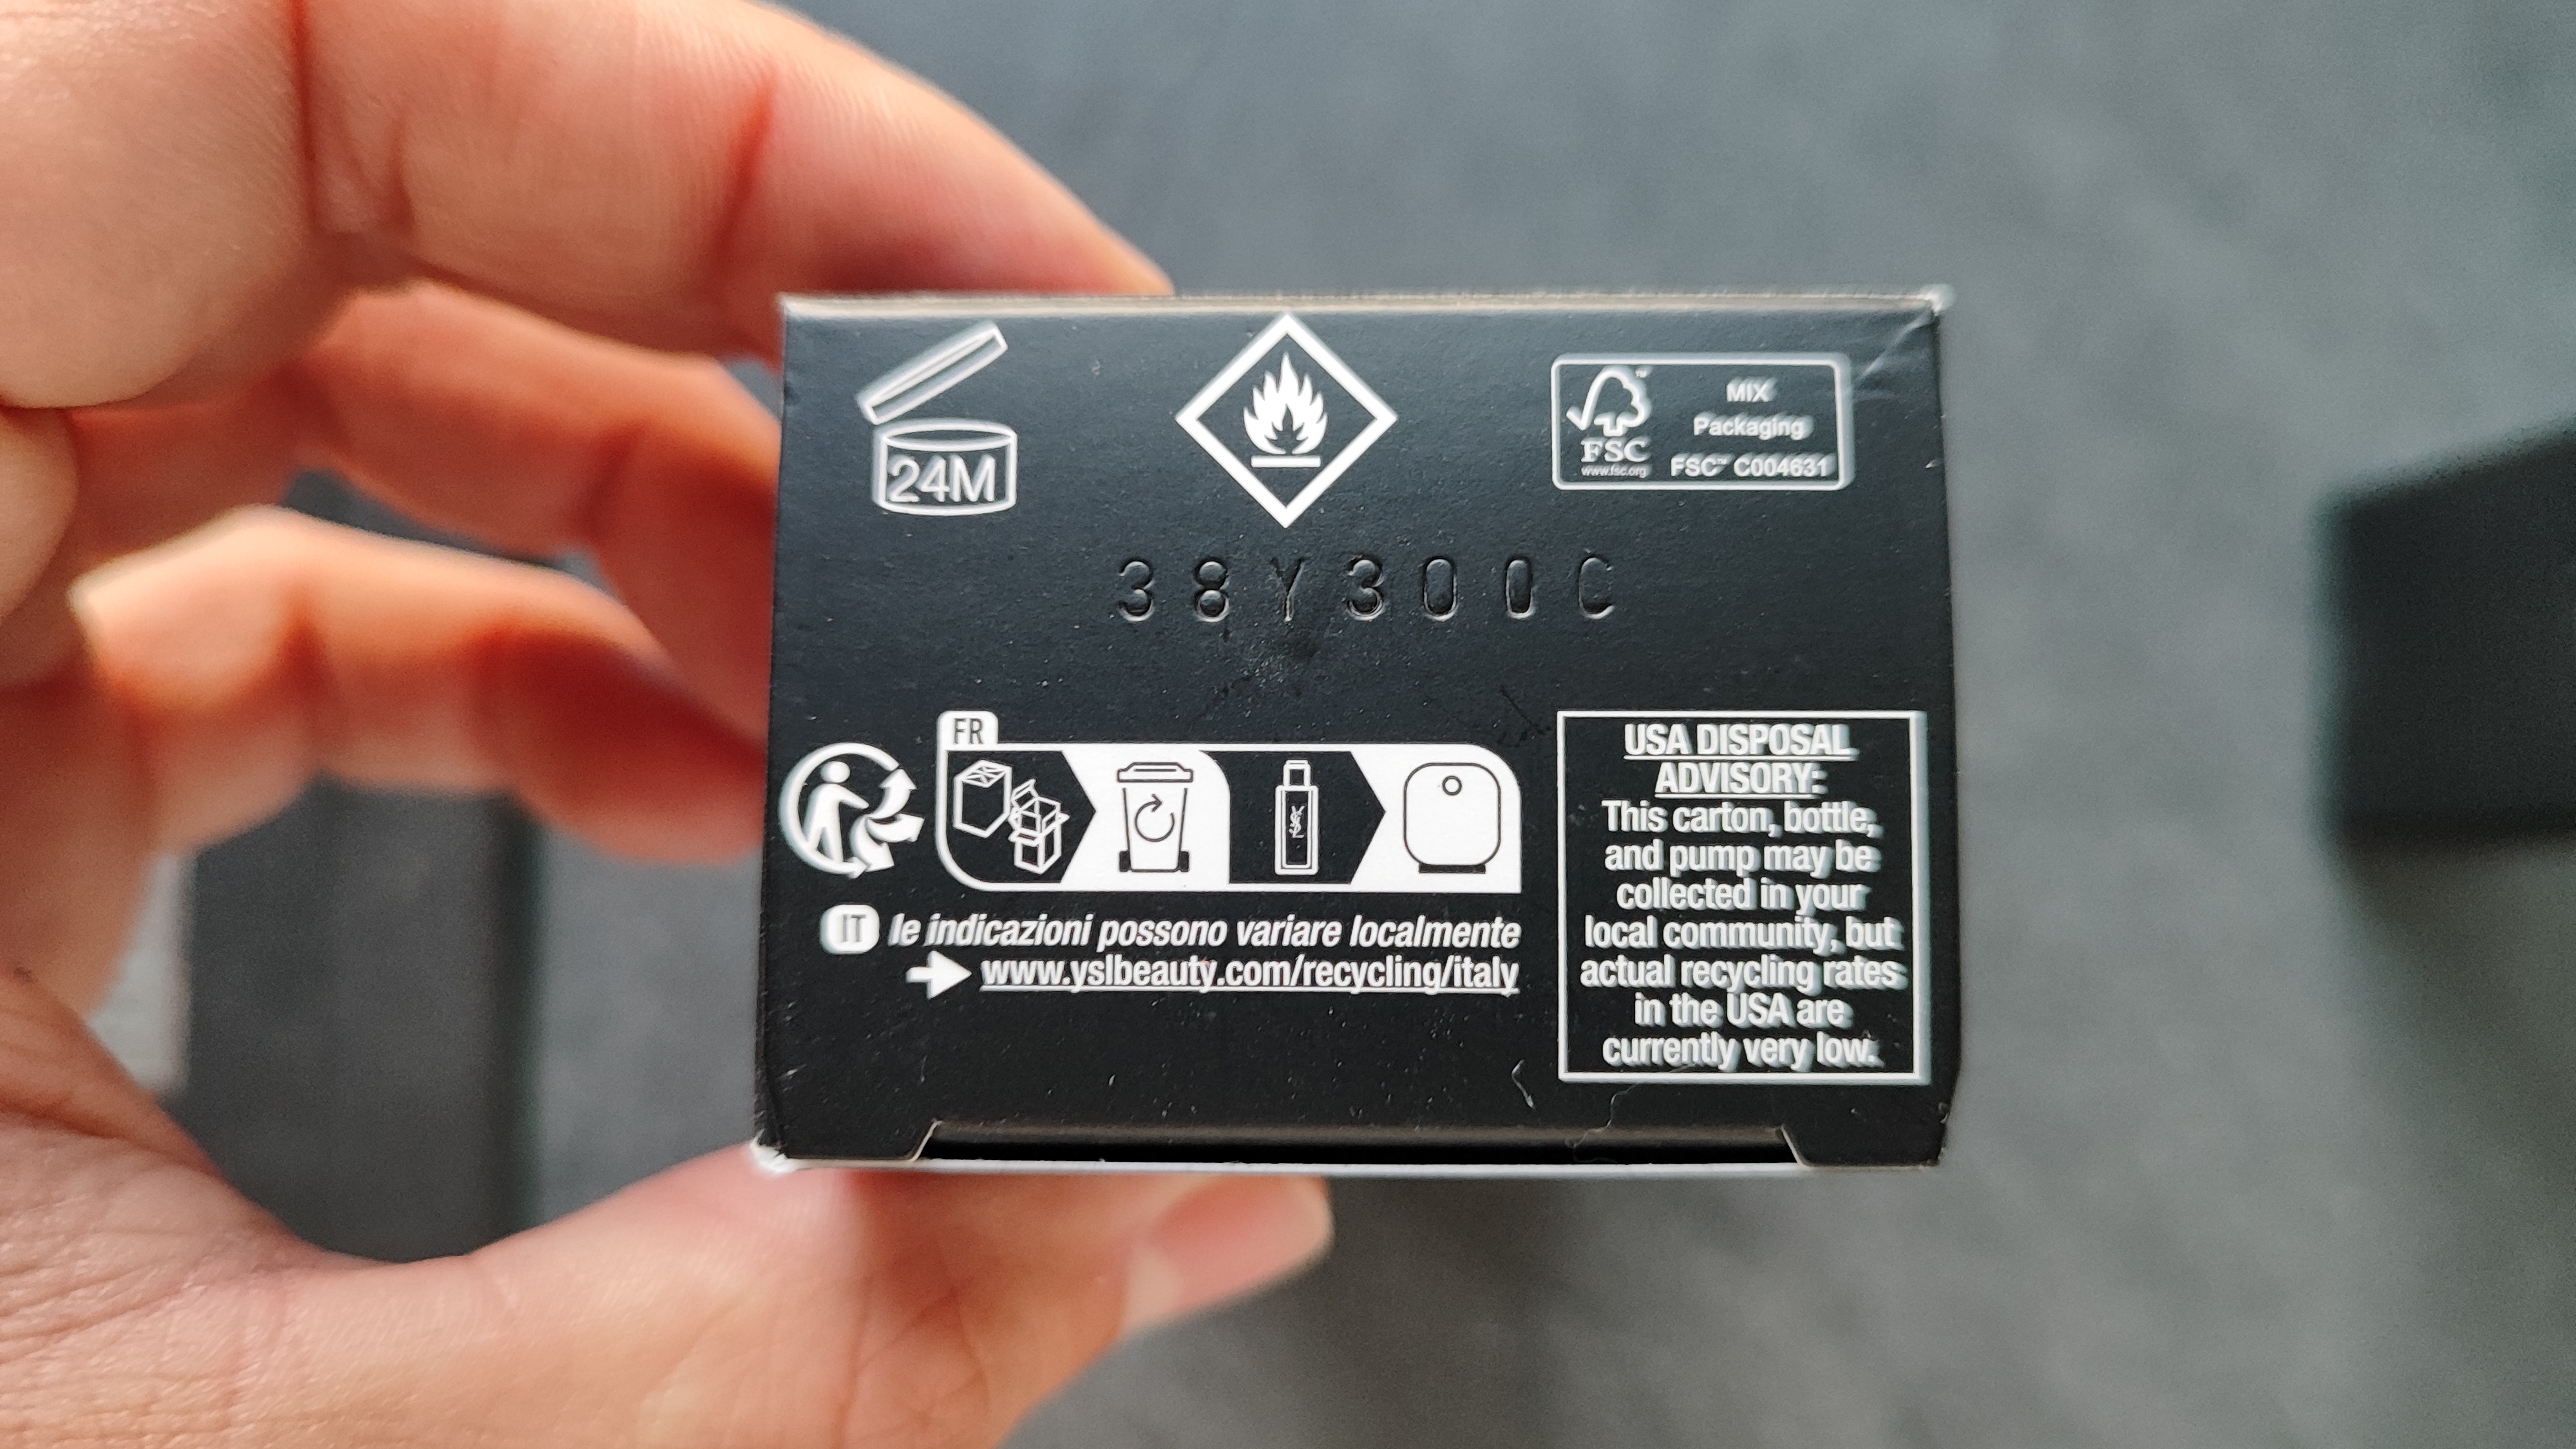 24M
FSC
www.fsc.org
MIX
Packaging
FSC™ C004631
38Y300C
FR
IT le indicazioni possono variare localmente
www.yslbeauty.com/recycling/italy
USA DISPOSAL
ADVISORY:
This carton, bottle,
and pump may be
collected in your
local community, but
actual recycling rates
in the USA are
currently very low.